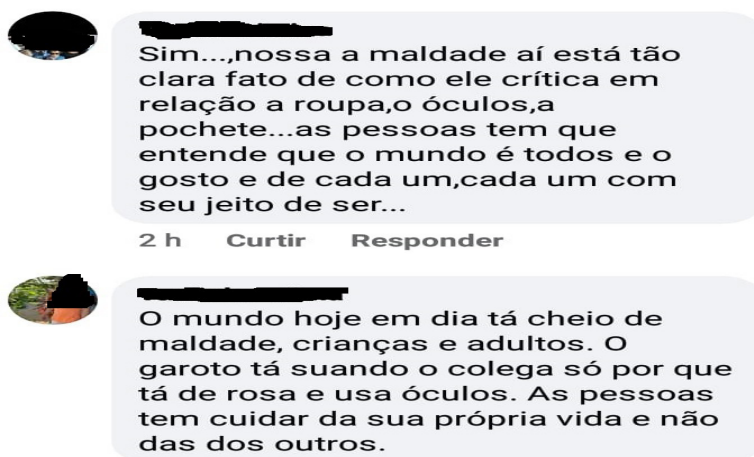 Sim...,nossa a maldade aí está tão
clara fato de como ele crítica em
relação a roupa,o óculos,a
pochete...as pessoas tem que
entende que o mundo é todos e o
gosto e de cada um,cada um com
seu jeito de ser...
2 h Curtir Responder
O mundo hoje em dia tá cheio de
maldade, crianças e adultos. O
garoto tá suando o colega só por que
tá de rosa e usa óculos. As pessoas
tem cuidar da sua própria vida e não
das dos outros.